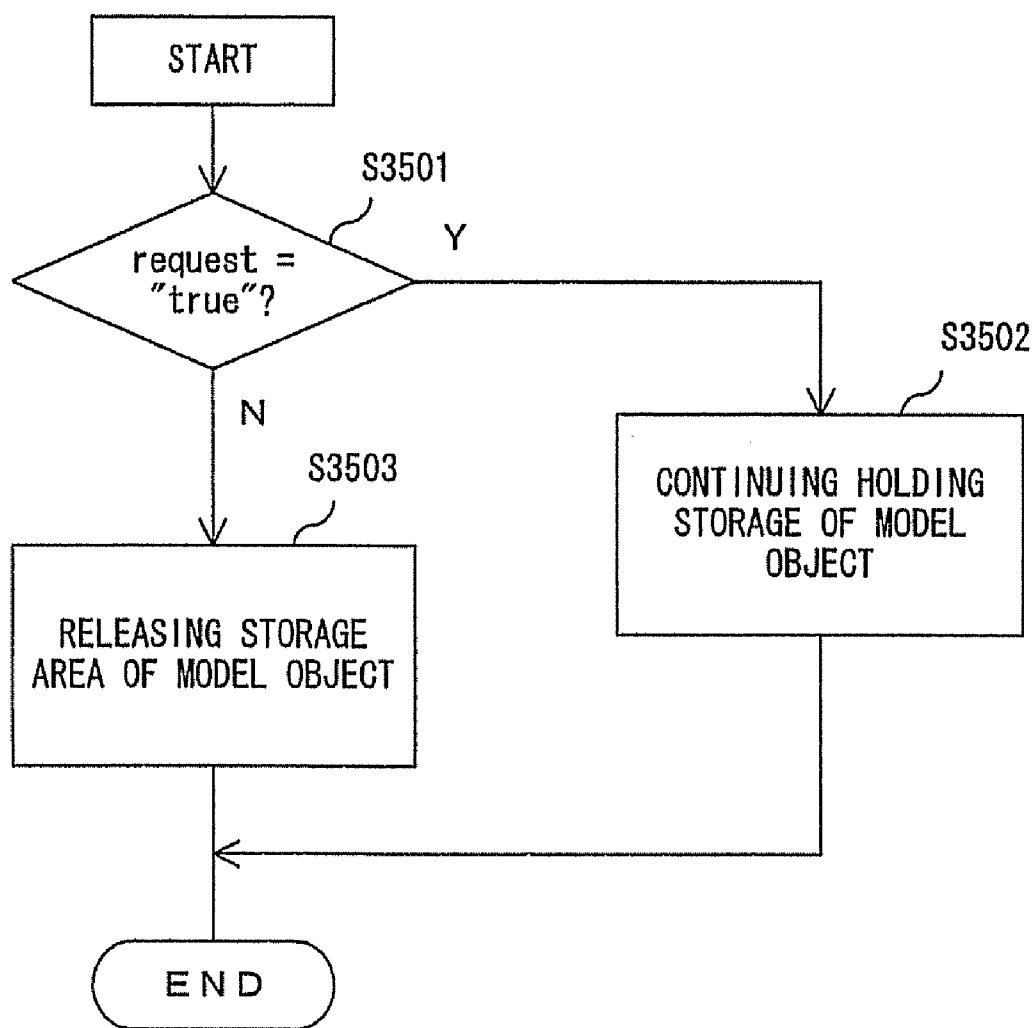 START
S3501
request =
"true"?
Y
N
S3502
CONTINUING HOLDING
STORAGE OF MODEL
OBJECT
S3503
RELEASING STORAGE
AREA OF MODEL OBJECT
END